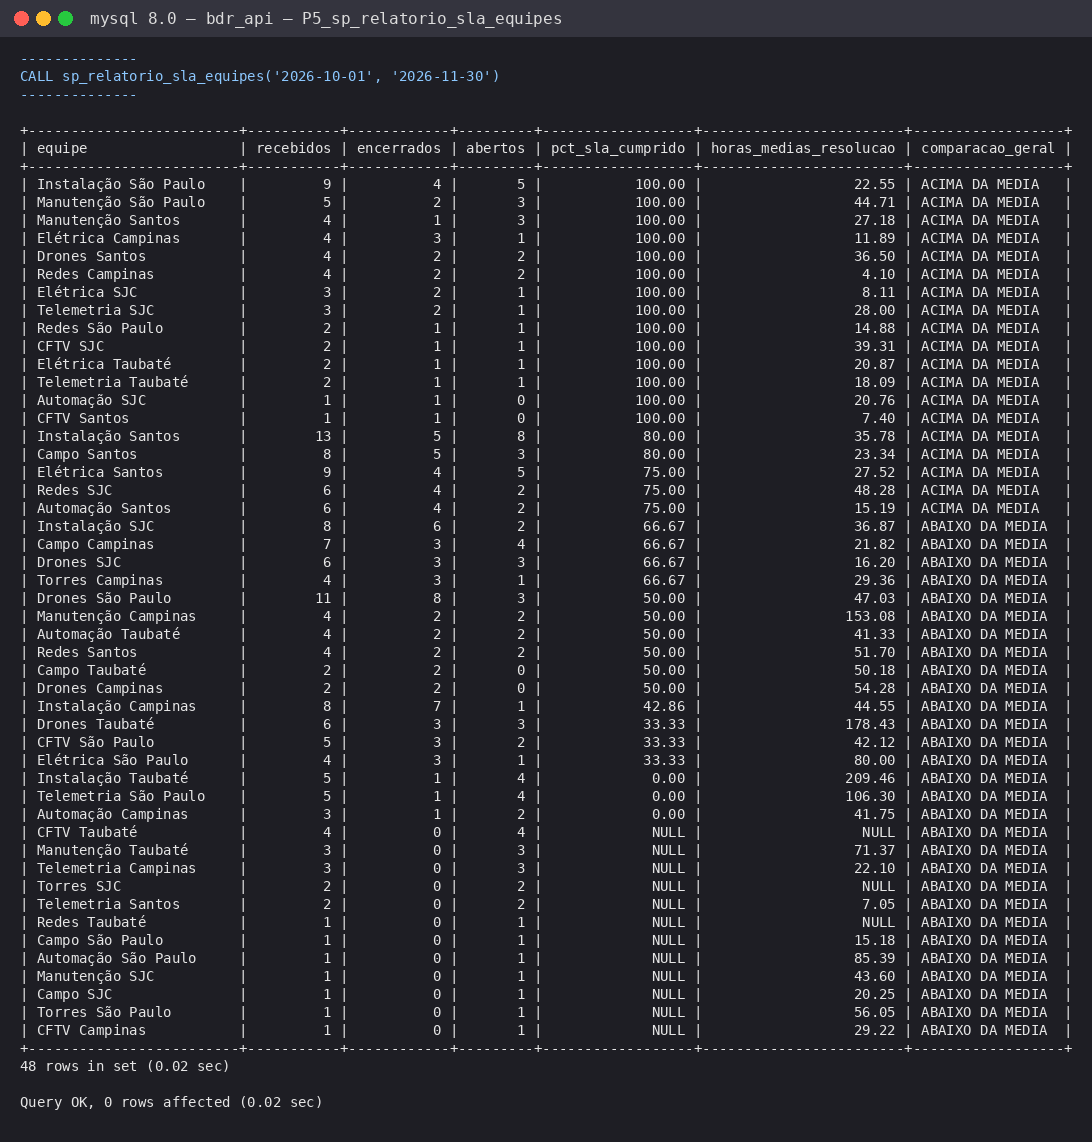 mysql 8.0 — bdr_api — P5_sp_relatorio_sla_equipes
--------------
CALL sp_relatorio_sla_equipes('2026-10-01', '2026-11-30')
--------------
+-------------------------+-----------+------------+---------+------------------+------------------------+------------------+
| equipe                  | recebidos | encerrados | abertos | pct_sla_cumprido | horas_medias_resolucao | comparacao_geral |
+-------------------------+-----------+------------+---------+------------------+------------------------+------------------+
| Instalação São Paulo    |         9 |          4 |       5 |           100.00 |                  22.55 | ACIMA DA MEDIA   |
| Manutenção São Paulo    |         5 |          2 |       3 |           100.00 |                  44.71 | ACIMA DA MEDIA   |
| Manutenção Santos       |         4 |          1 |       3 |           100.00 |                  27.18 | ACIMA DA MEDIA   |
| Elétrica Campinas       |         4 |          3 |       1 |           100.00 |                  11.89 | ACIMA DA MEDIA   |
| Drones Santos           |         4 |          2 |       2 |           100.00 |                  36.50 | ACIMA DA MEDIA   |
| Redes Campinas          |         4 |          2 |       2 |           100.00 |                   4.10 | ACIMA DA MEDIA   |
| Elétrica SJC            |         3 |          2 |       1 |           100.00 |                   8.11 | ACIMA DA MEDIA   |
| Telemetria SJC          |         3 |          2 |       1 |           100.00 |                  28.00 | ACIMA DA MEDIA   |
| Redes São Paulo         |         2 |          1 |       1 |           100.00 |                  14.88 | ACIMA DA MEDIA   |
| CFTV SJC                |         2 |          1 |       1 |           100.00 |                  39.31 | ACIMA DA MEDIA   |
| Elétrica Taubaté        |         2 |          1 |       1 |           100.00 |                  20.87 | ACIMA DA MEDIA   |
| Telemetria Taubaté      |         2 |          1 |       1 |           100.00 |                  18.09 | ACIMA DA MEDIA   |
| Automação SJC           |         1 |          1 |       0 |           100.00 |                  20.76 | ACIMA DA MEDIA   |
| CFTV Santos             |         1 |          1 |       0 |           100.00 |                   7.40 | ACIMA DA MEDIA   |
| Instalação Santos       |        13 |          5 |       8 |            80.00 |                  35.78 | ACIMA DA MEDIA   |
| Campo Santos            |         8 |          5 |       3 |            80.00 |                  23.34 | ACIMA DA MEDIA   |
| Elétrica Santos         |         9 |          4 |       5 |            75.00 |                  27.52 | ACIMA DA MEDIA   |
| Redes SJC               |         6 |          4 |       2 |            75.00 |                  48.28 | ACIMA DA MEDIA   |
| Automação Santos        |         6 |          4 |       2 |            75.00 |                  15.19 | ACIMA DA MEDIA   |
| Instalação SJC          |         8 |          6 |       2 |            66.67 |                  36.87 | ABAIXO DA MEDIA  |
| Campo Campinas          |         7 |          3 |       4 |            66.67 |                  21.82 | ABAIXO DA MEDIA  |
| Drones SJC              |         6 |          3 |       3 |            66.67 |                  16.20 | ABAIXO DA MEDIA  |
| Torres Campinas         |         4 |          3 |       1 |            66.67 |                  29.36 | ABAIXO DA MEDIA  |
| Drones São Paulo        |        11 |          8 |       3 |            50.00 |                  47.03 | ABAIXO DA MEDIA  |
| Manutenção Campinas     |         4 |          2 |       2 |            50.00 |                 153.08 | ABAIXO DA MEDIA  |
| Automação Taubaté       |         4 |          2 |       2 |            50.00 |                  41.33 | ABAIXO DA MEDIA  |
| Redes Santos            |         4 |          2 |       2 |            50.00 |                  51.70 | ABAIXO DA MEDIA  |
| Campo Taubaté           |         2 |          2 |       0 |            50.00 |                  50.18 | ABAIXO DA MEDIA  |
| Drones Campinas         |         2 |          2 |       0 |            50.00 |                  54.28 | ABAIXO DA MEDIA  |
| Instalação Campinas     |         8 |          7 |       1 |            42.86 |                  44.55 | ABAIXO DA MEDIA  |
| Drones Taubaté          |         6 |          3 |       3 |            33.33 |                 178.43 | ABAIXO DA MEDIA  |
| CFTV São Paulo          |         5 |          3 |       2 |            33.33 |                  42.12 | ABAIXO DA MEDIA  |
| Elétrica São Paulo      |         4 |          3 |       1 |            33.33 |                  80.00 | ABAIXO DA MEDIA  |
| Instalação Taubaté      |         5 |          1 |       4 |             0.00 |                 209.46 | ABAIXO DA MEDIA  |
| Telemetria São Paulo    |         5 |          1 |       4 |             0.00 |                 106.30 | ABAIXO DA MEDIA  |
| Automação Campinas      |         3 |          1 |       2 |             0.00 |                  41.75 | ABAIXO DA MEDIA  |
| CFTV Taubaté            |         4 |          0 |       4 |             NULL |                   NULL | ABAIXO DA MEDIA  |
| Manutenção Taubaté      |         3 |          0 |       3 |             NULL |                  71.37 | ABAIXO DA MEDIA  |
| Telemetria Campinas     |         3 |          0 |       3 |             NULL |                  22.10 | ABAIXO DA MEDIA  |
| Torres SJC              |         2 |          0 |       2 |             NULL |                   NULL | ABAIXO DA MEDIA  |
| Telemetria Santos       |         2 |          0 |       2 |             NULL |                   7.05 | ABAIXO DA MEDIA  |
| Redes Taubaté           |         1 |          0 |       1 |             NULL |                   NULL | ABAIXO DA MEDIA  |
| Campo São Paulo         |         1 |          0 |       1 |             NULL |                  15.18 | ABAIXO DA MEDIA  |
| Automação São Paulo     |         1 |          0 |       1 |             NULL |                  85.39 | ABAIXO DA MEDIA  |
| Manutenção SJC          |         1 |          0 |       1 |             NULL |                  43.60 | ABAIXO DA MEDIA  |
| Campo SJC               |         1 |          0 |       1 |             NULL |                  20.25 | ABAIXO DA MEDIA  |
| Torres São Paulo        |         1 |          0 |       1 |             NULL |                  56.05 | ABAIXO DA MEDIA  |
| CFTV Campinas           |         1 |          0 |       1 |             NULL |                  29.22 | ABAIXO DA MEDIA  |
+-------------------------+-----------+------------+---------+------------------+------------------------+------------------+
48 rows in set (0.02 sec)
Query OK, 0 rows affected (0.02 sec)